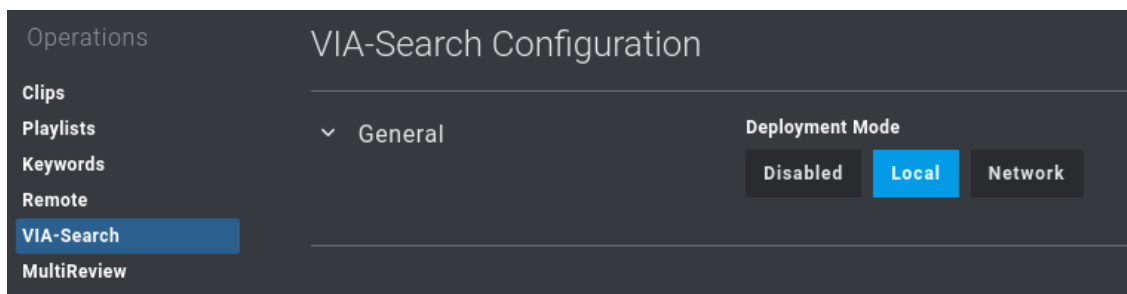 Operations
Clips
Playlists
Keywords
Remote
VIA-Search
MultiReview
VIA-Search Configuration
General
Deployment Mode
Disabled Local Network